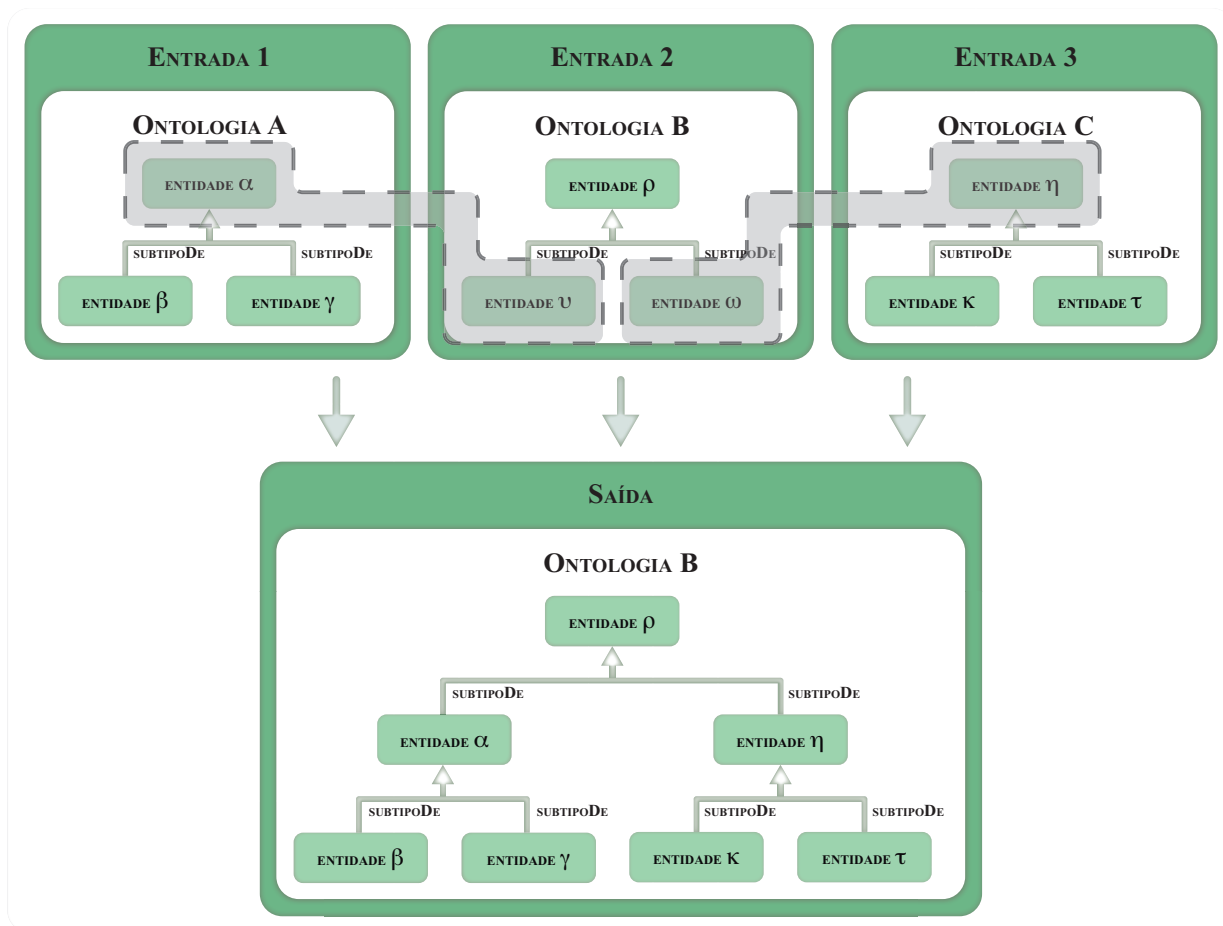 Entrada 1
Entrada 2
Entrada 3
Ontologia A
Ontologia B
Ontologia C
entidade α
entidade ρ
entidade η
subtipoDe
subtipoDe
subtipoDe
subtipoDe
subtipoDe
subtipoDe
entidade β
entidade γ
entidade υ
entidade ω
entidade κ
entidade τ
Saída
Ontologia B
entidade ρ
subtipoDe
subtipoDe
entidade α
entidade η
subtipoDe
subtipoDe
subtipoDe
subtipoDe
entidade β
entidade γ
entidade κ
entidade τ